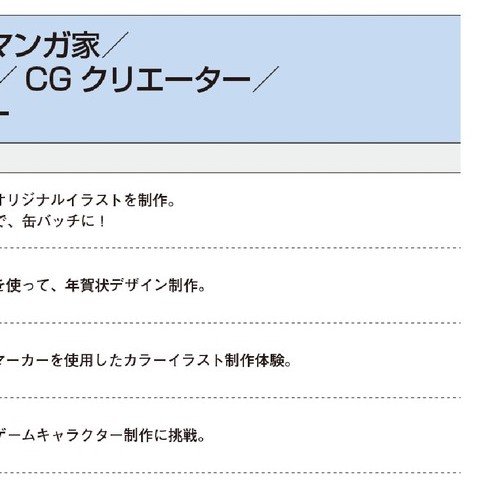 マンガ家／
／ CG クリエーター／
ー
オリジナルイラストを制作。
で、缶バッチに！
を使って、年賀状デザイン制作。
マーカーを使用したカラーイラスト制作体験。
ゲームキャラクター制作に挑戦。